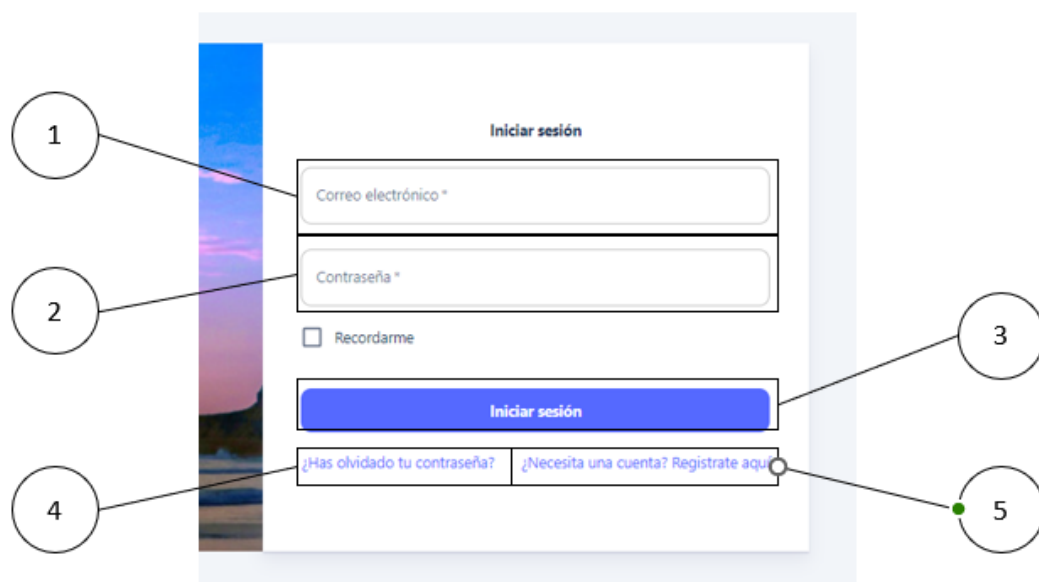 Iniciar sesión
1
Correo electrónico *
2
Contraseña *
Recordarme
3
Iniciar sesión
¿Has olvidado tu contraseña? ¿Necesita una cuenta? Registrate aquí
4
5